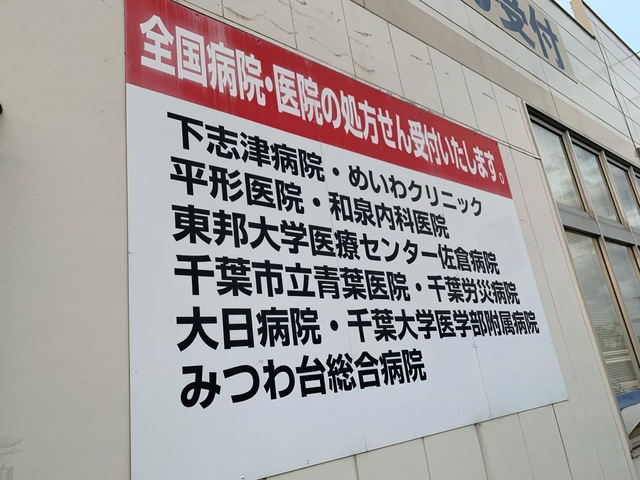 受付
全国病院・医院の処方せん受付いたします。
下志津病院・めいわクリニック
平形医院・和泉内科医院
東邦大学医療センター佐倉病院
千葉市立青葉医院・千葉労災病院
大日病院・千葉大学医学部附属病院
みつわ台総合病院